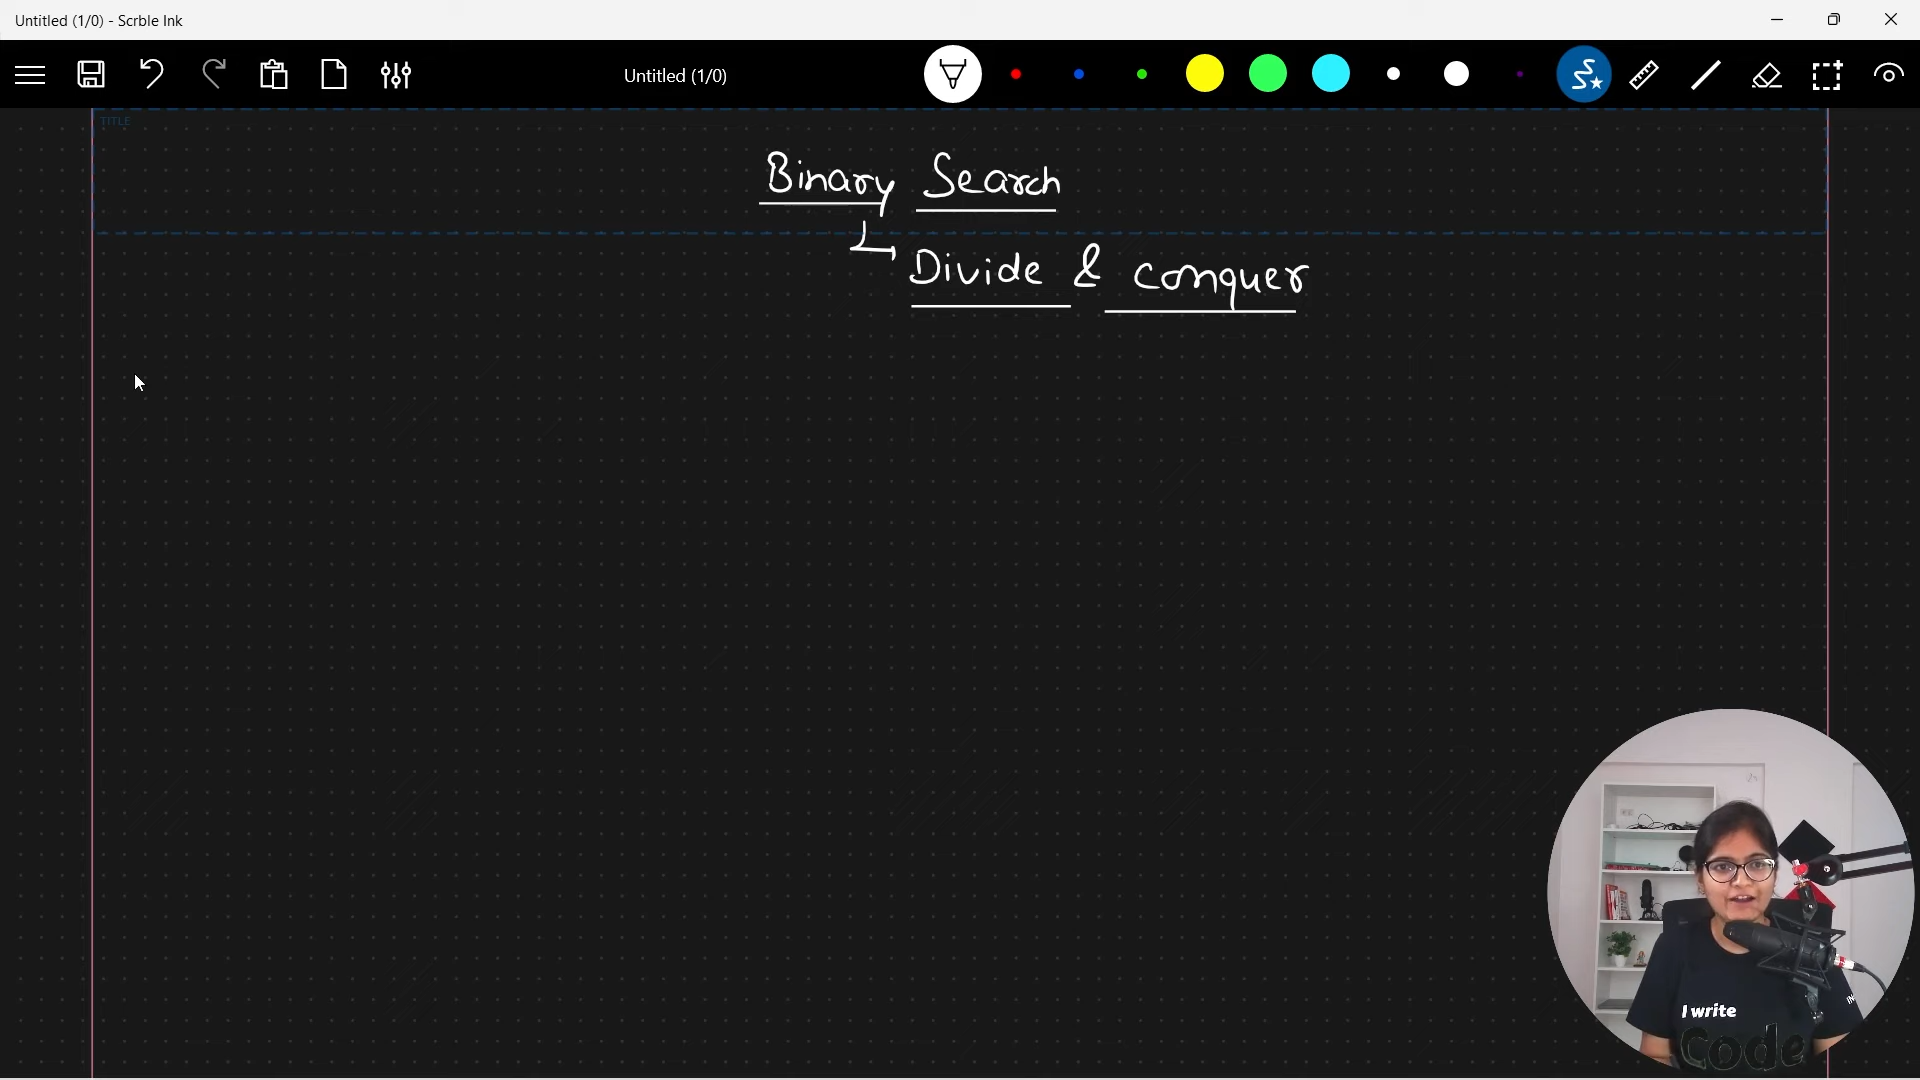 Untitled (1/0) - Scrble Ink
Untitled (1/0)
TITLE
Binary Search
Divide & conquer
I write
Code